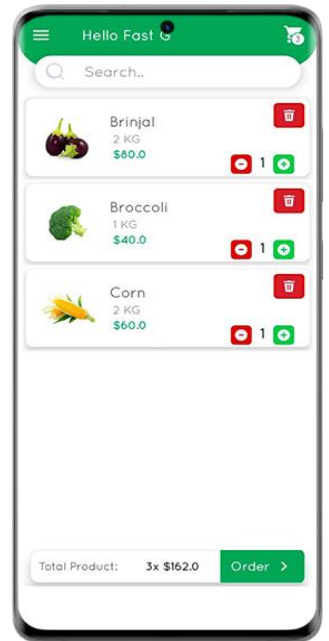 Hello Fast G
3
Search..
Brinjal
2 KG
$80.0
1
Broccoli
1 KG
$40.0
1
Corn
2 KG
$60.0
1
Total Product: 3x $162.0 Order >